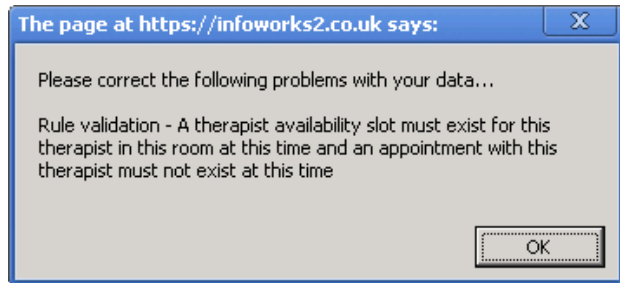 The page at https://infoworks2.co.uk says:
Please correct the following problems with your data...
Rule validation - A therapist availability slot must exist for this
therapist in this room at this time and an appointment with this
therapist must not exist at this time
OK